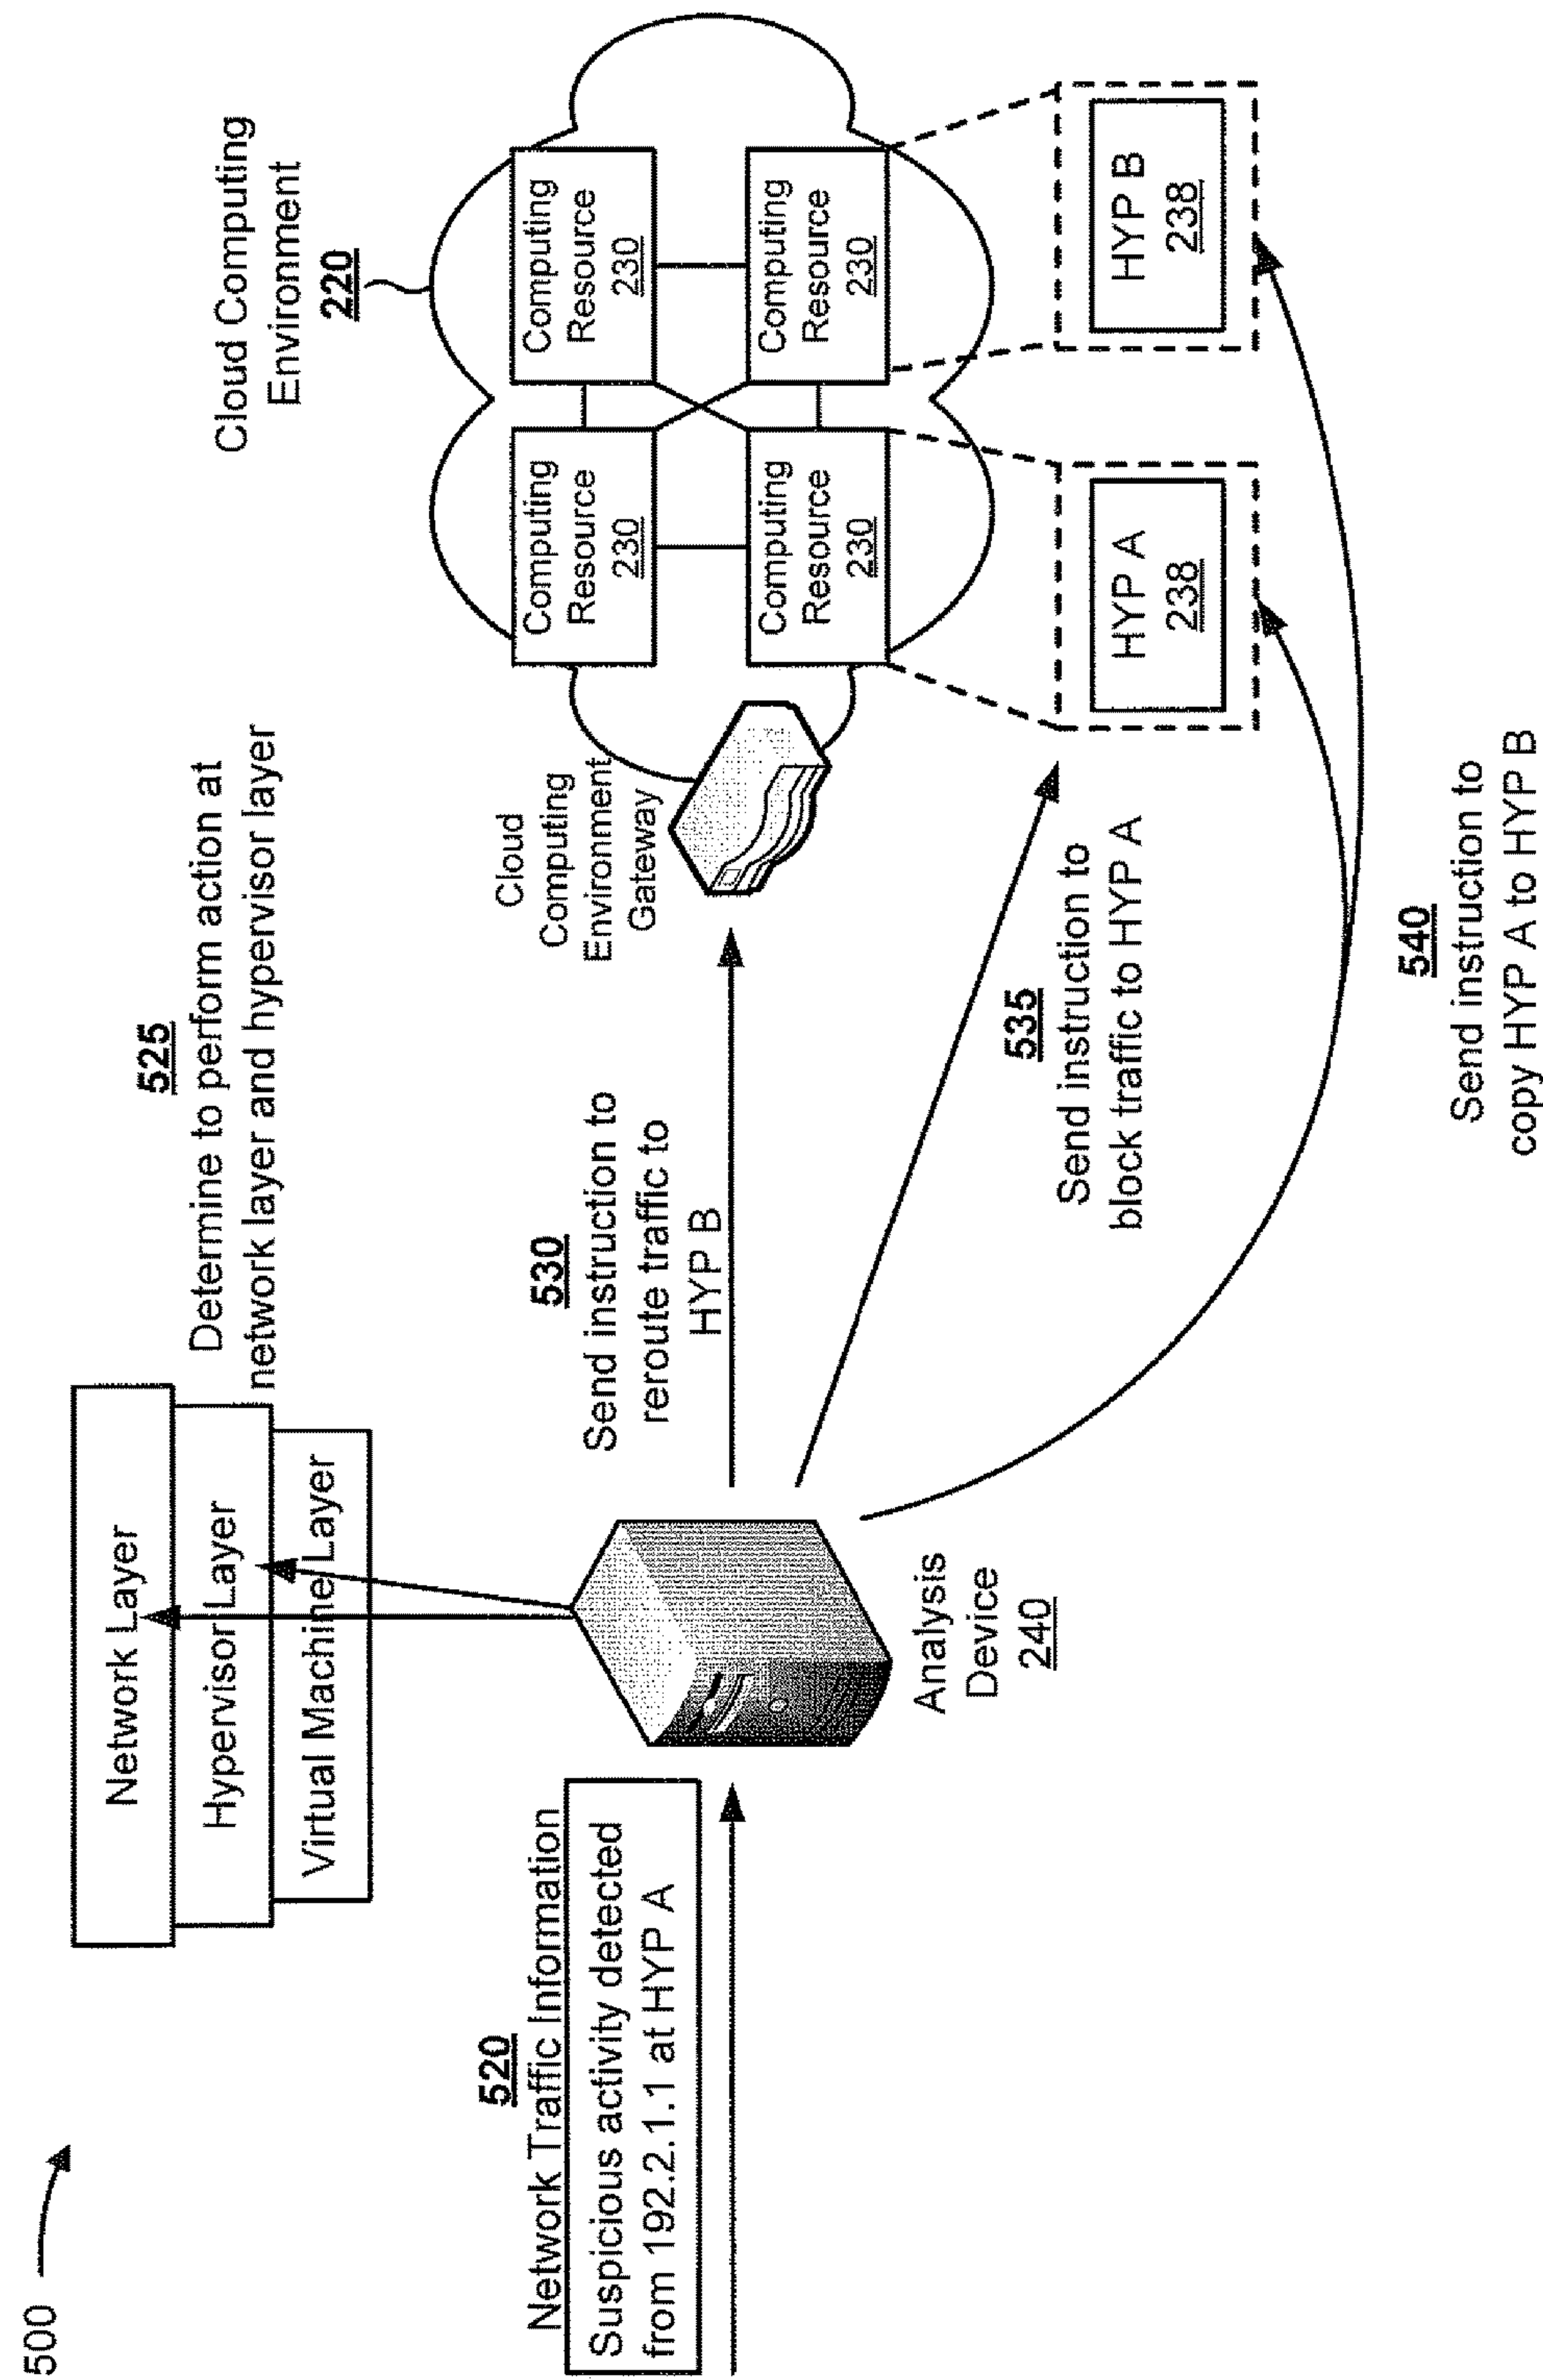 500
520
Network Traffic Information
Suspicious activity detected
from 192.2.1.1 at HYP A
Network Layer
Hypervisor Layer
Virtual Machine Layer
525
Determine to perform action at
network layer and hypervisor layer
Analysis
Device
240
530
Send instruction to
reroute traffic to
HYP B
535
Send instruction to
block traffic to HYP A
540
Send instruction to
copy HYP A to HYP B
Cloud
Computing
Environment
Gateway
Cloud Computing
Environment
220
Computing
Resource
230
Computing
Resource
230
Computing
Resource
230
Computing
Resource
230
HYP A
238
HYP B
238